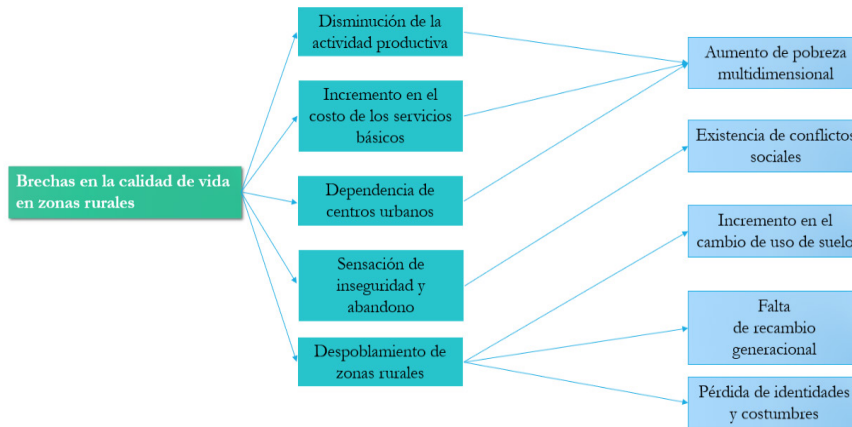 Brechas en la calidad de vida
en zonas rurales
Disminución de la
actividad productiva
Incremento en el
costo de los servicios
básicos
Dependencia de
centros urbanos
Sensación de
inseguridad y
abandono
Despoblamiento de
zonas rurales
Aumento de pobreza
multidimensional
Existencia de conflictos
sociales
Incremento en el
cambio de uso de suelo
Falta
de recambio
generacional
Pérdida de identidades
y costumbres